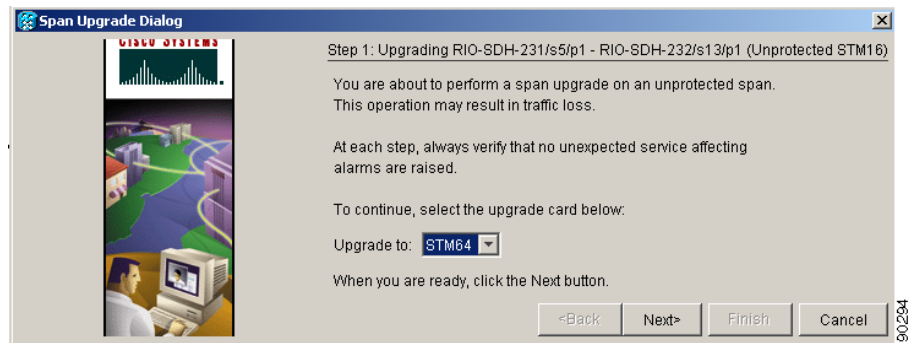 Span Upgrade Dialog
CISCO SYSTEMS
Step 1: Upgrading RIO-SDH-231/s5/p1 - RIO-SDH-232/s13/p1 (Unprotected STM16)
You are about to perform a span upgrade on an unprotected span.
This operation may result in traffic loss.
At each step, always verify that no unexpected service affecting
alarms are raised.
To continue, select the upgrade card below:
Upgrade to: STM64
When you are ready, click the Next button.
<Back Next> Finish Cancel
90294